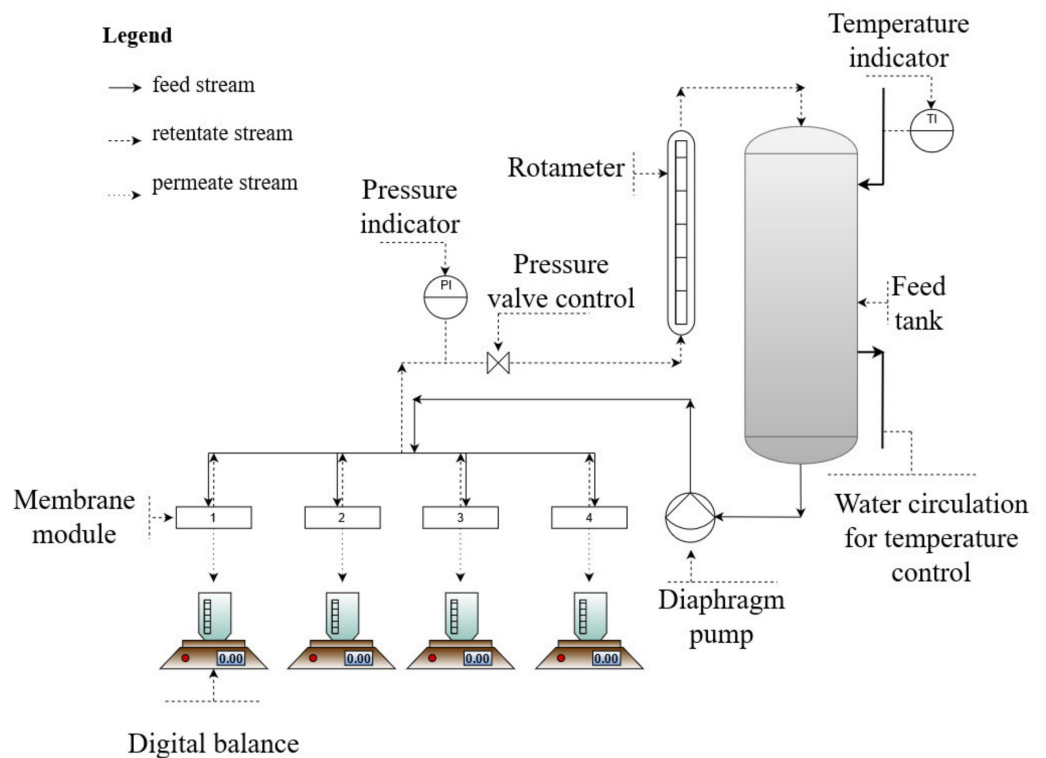 Legend
feed stream
retentate stream
permeate stream
Temperature
indicator
TI
Rotameter
Pressure
indicator
PI
Pressure
valve control
Feed
tank
Membrane
module
1
2
3
4
Water circulation
for temperature
control
Diaphragm
pump
0.00
0.00
0.00
0.00
Digital balance